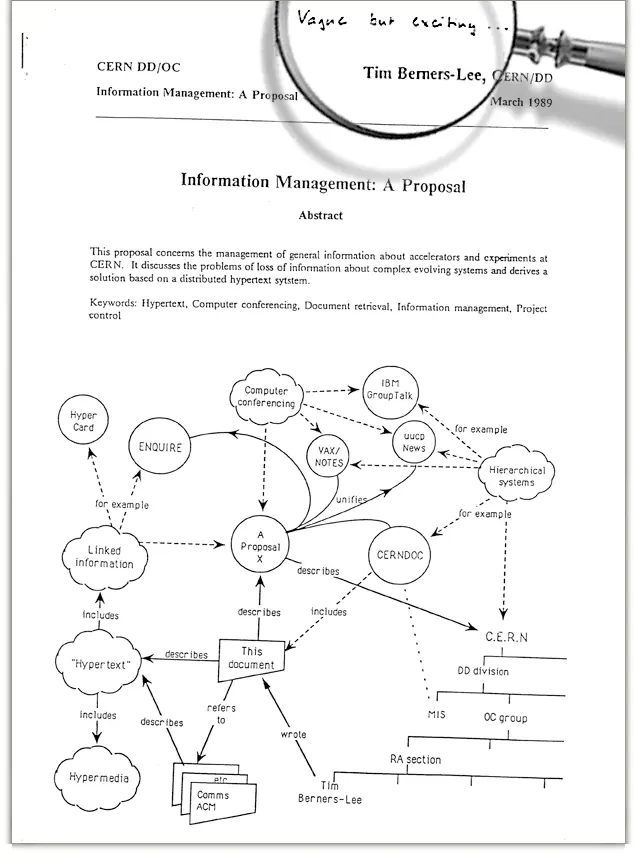 Vague but exciting ...
CERN DD/OC
Tim Berners-Lee, CERN/DD
Information Management: A Proposal
March 1989
Information Management: A Proposal
Abstract
This proposal concerns the management of general information about accelerators and experiments at
CERN. It discusses the problems of loss of information about complex evolving systems and derives a
solution based on a distributed hypertext sytstem.
Keywords: Hypertext, Computer conferencing, Document retrieval, Information management, Project
control
Computer
conferencing
IBM
GroupTalk
Hyper
Card
ENQUIRE
VAX/
NOTES
uucp
News
for example
Hierarchical
systems
for example
unifies
for example
Linked
information
A
Proposal
X
CERNDOC
describes
includes
describes
includes
C.E.R.N
"Hypertext"
describes
This
document
DD division
includes
describes
refers
to
wrote
MIS
OC group
RA section
Hypermedia
etc
Comms
ACM
Tim
Berners-Lee